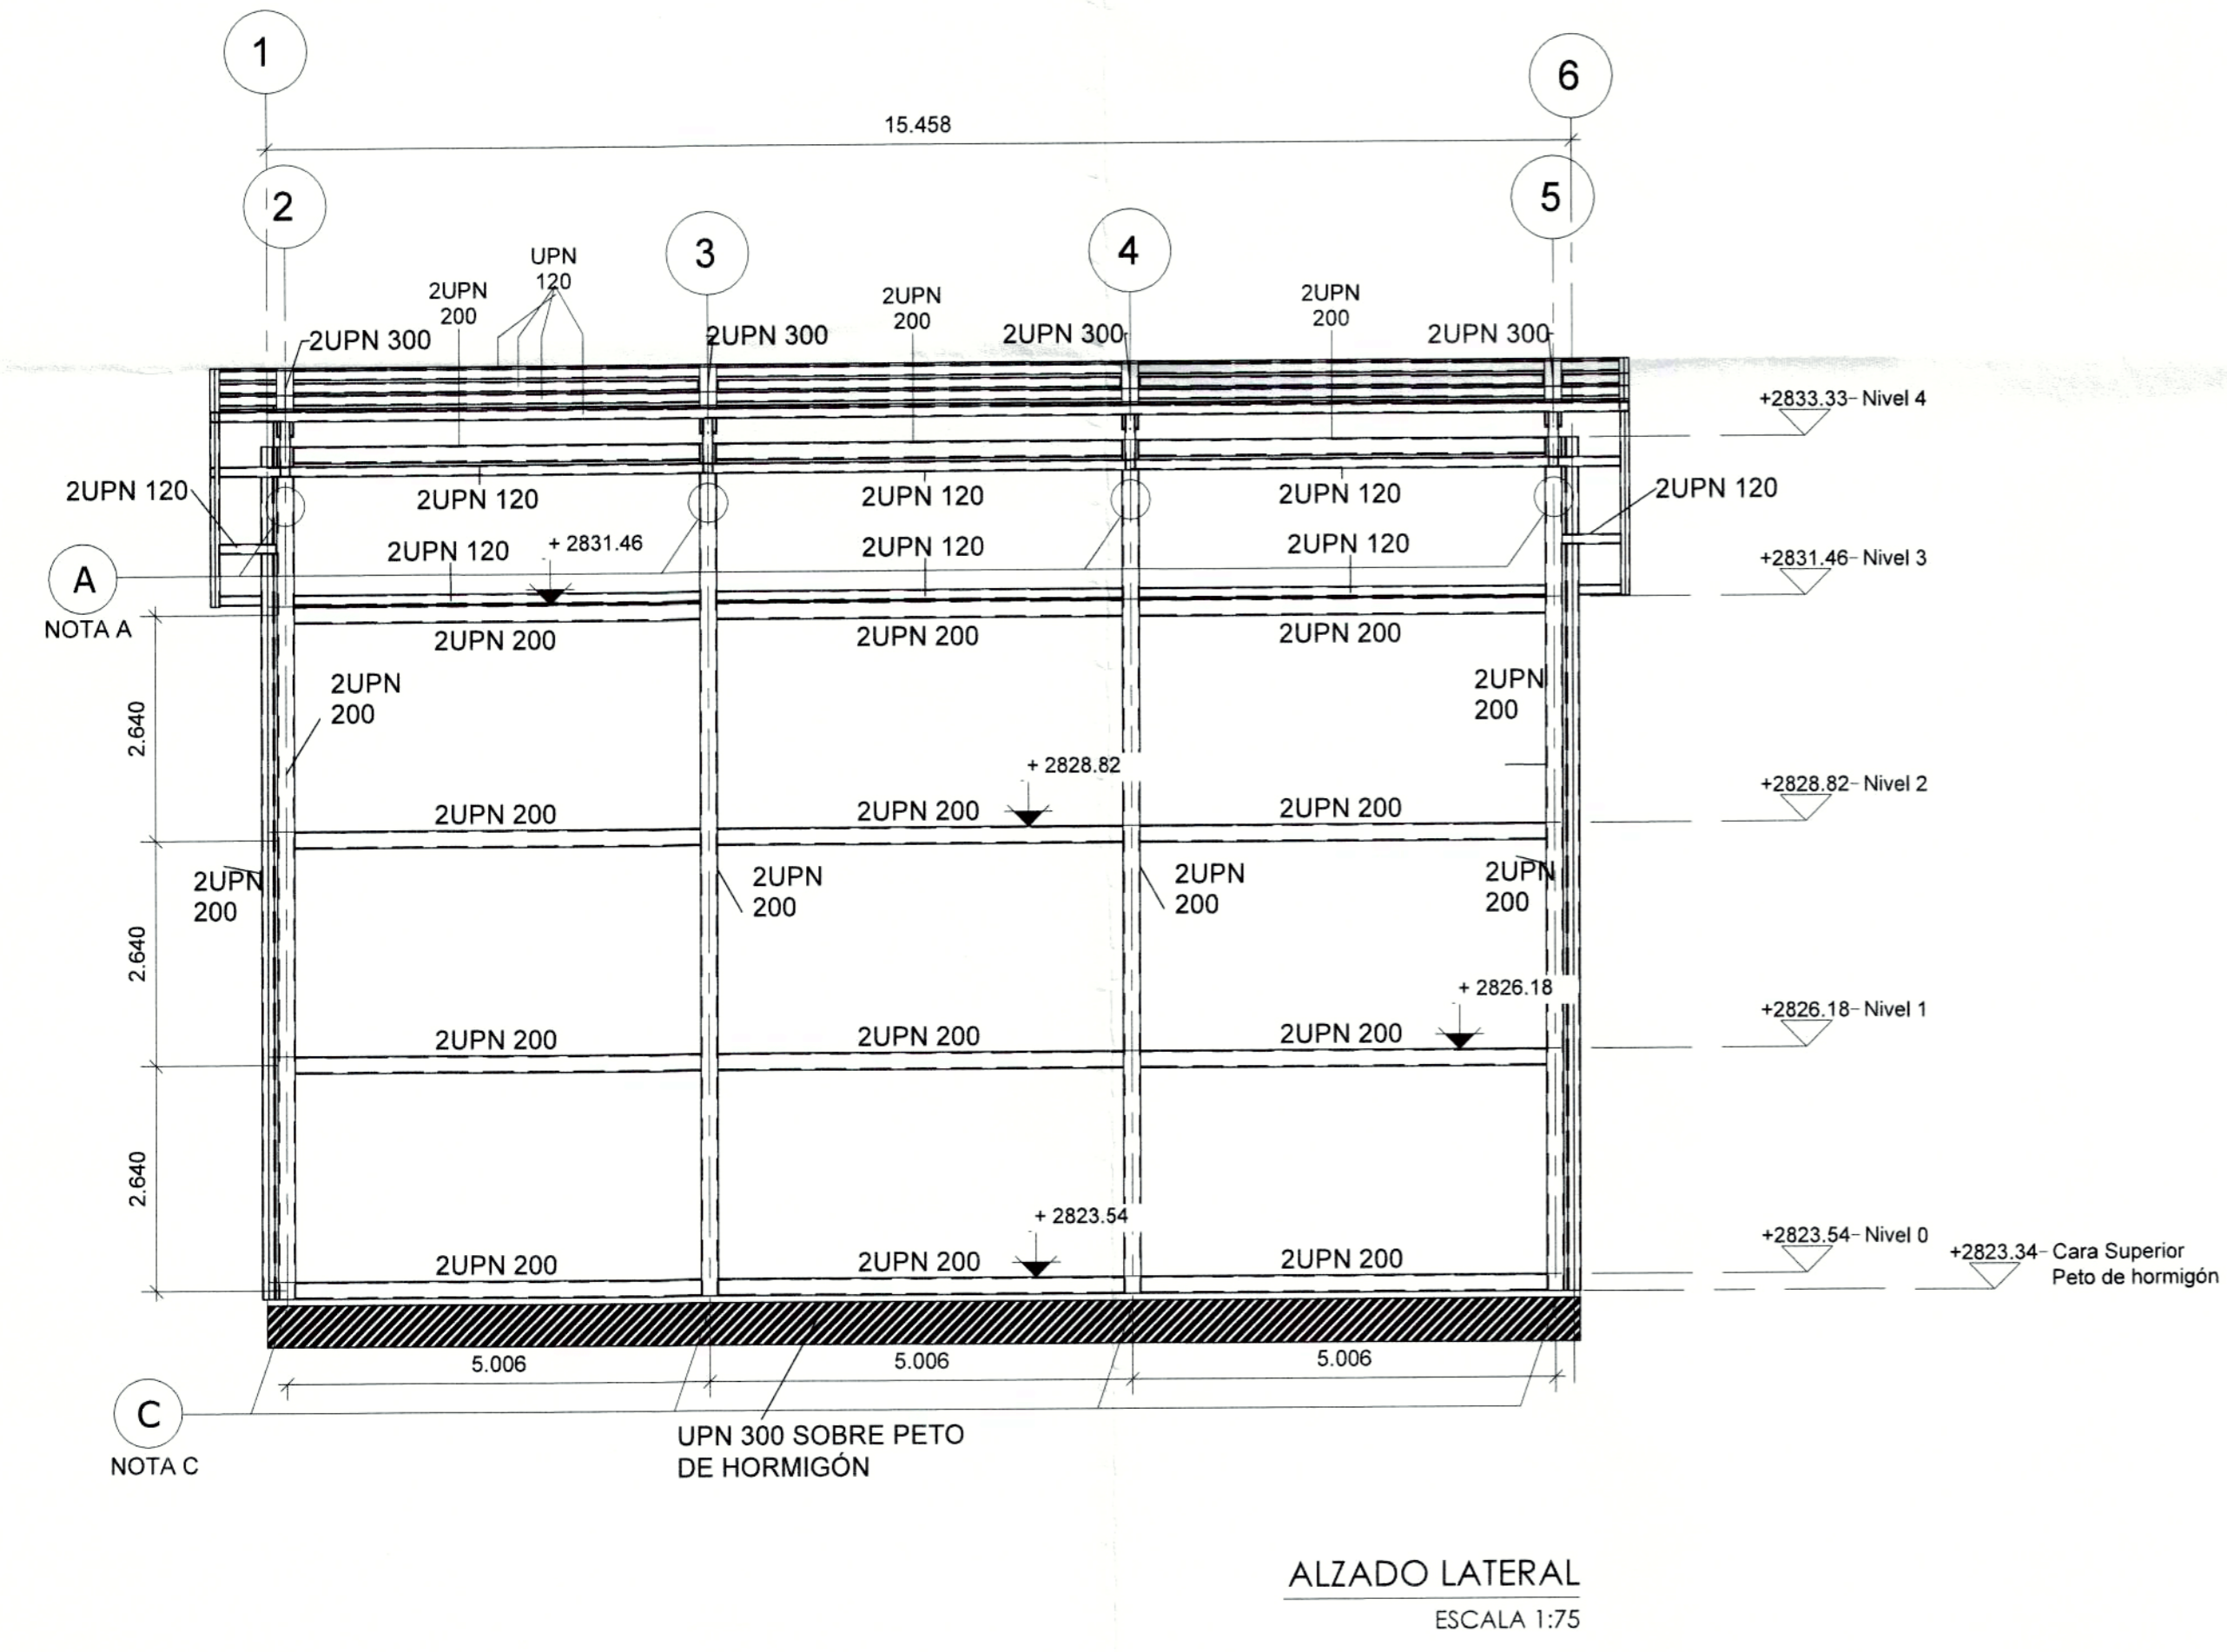 1
6
15.458
2
5
3
4
UPN
120
2UPN
200
2UPN
200
2UPN
200
2UPN 300
2UPN 300
2UPN 300
2UPN 300
+2833.33- Nivel 4
2UPN 120
2UPN 120
2UPN 120
2UPN 120
2UPN 120
2UPN 120
+ 2831.46
2UPN 120
2UPN 120
+2831.46- Nivel 3
A
NOTA A
2UPN 200
2UPN 200
2UPN 200
2UPN
200
2UPN
200
2.640
+ 2828.82
+2828.82- Nivel 2
2UPN 200
2UPN 200
2UPN 200
2UPN
200
2UPN
200
2UPN
200
2UPN
200
2.640
+ 2826.18
+2826.18- Nivel 1
2UPN 200
2UPN 200
2UPN 200
2.640
+ 2823.54
+2823.54- Nivel 0
+2823.34- Cara Superior
Peto de hormigón
2UPN 200
2UPN 200
2UPN 200
5.006
5.006
5.006
C
NOTA C
UPN 300 SOBRE PETO
DE HORMIGÓN
ALZADO LATERAL
ESCALA 1:75